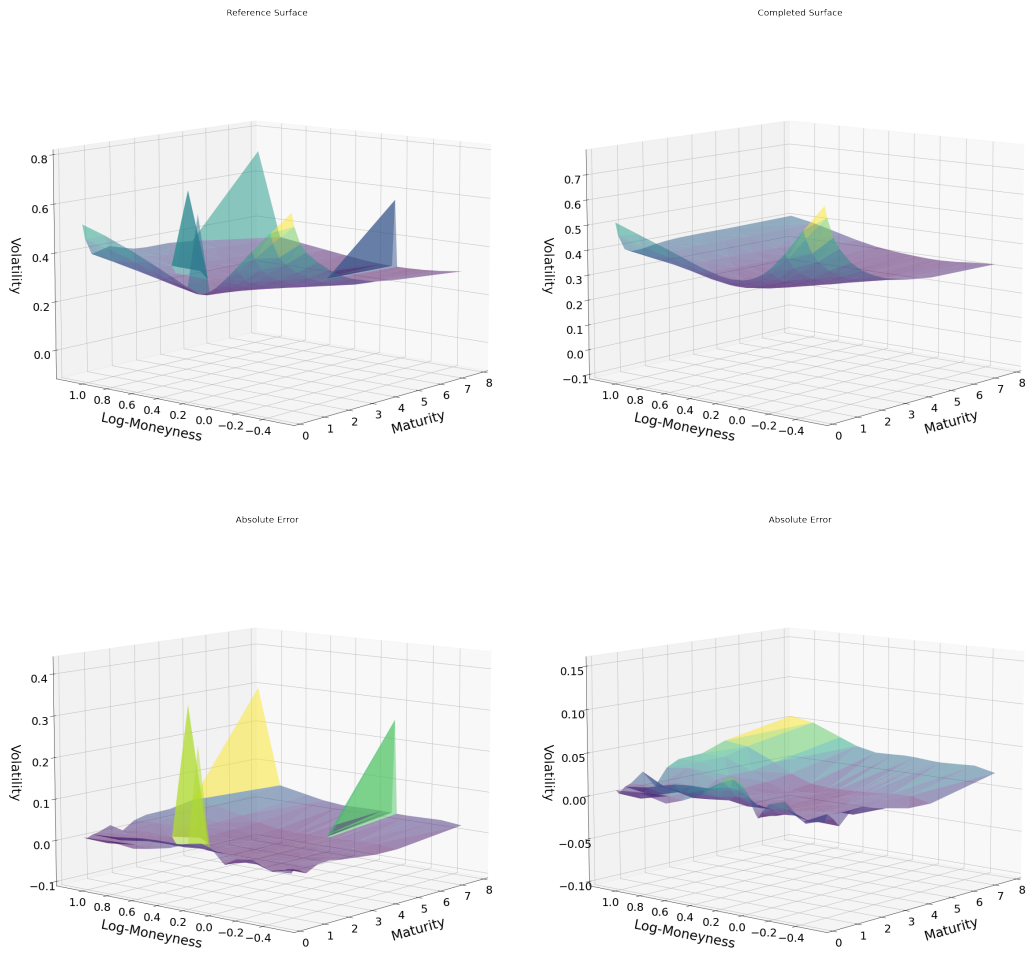 Reference Surface
0.8
0.6
0.4
0.2
0.0
Volatility
1.0 0.8 0.6 0.4 0.2 0.0 −0.2 −0.4
Log-Moneyness
0 1 2 3 4 5 6 7 8
Maturity
Completed Surface
0.7
0.6
0.5
0.4
0.3
0.2
0.1
0.0
−0.1
Volatility
1.0 0.8 0.6 0.4 0.2 0.0 −0.2 −0.4
Log-Moneyness
0 1 2 3 4 5 6 7 8
Maturity
Absolute Error
0.4
0.3
0.2
0.1
0.0
−0.1
Volatility
1.0 0.8 0.6 0.4 0.2 0.0 −0.2 −0.4
Log-Moneyness
0 1 2 3 4 5 6 7 8
Maturity
Absolute Error
0.15
0.10
0.05
0.00
−0.05
−0.10
Volatility
1.0 0.8 0.6 0.4 0.2 0.0 −0.2 −0.4
Log-Moneyness
0 1 2 3 4 5 6 7 8
Maturity